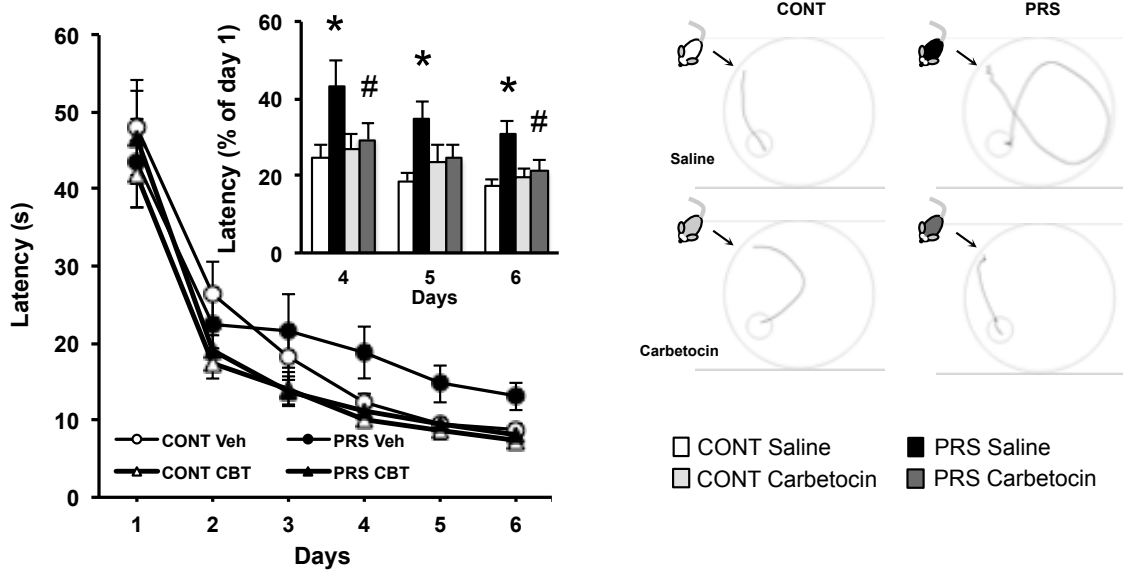 60
50
40
30
20
10
0
Latency (s)
1 2 3 4 5 6
Days
CONT Veh
PRS Veh
CONT CBT
PRS CBT
60
40
20
0
Latency (% of day 1)
* * *
# #
4 5 6
Days
CONT PRS
Saline
Carbetocin
CONT Saline
PRS Saline
CONT Carbetocin
PRS Carbetocin